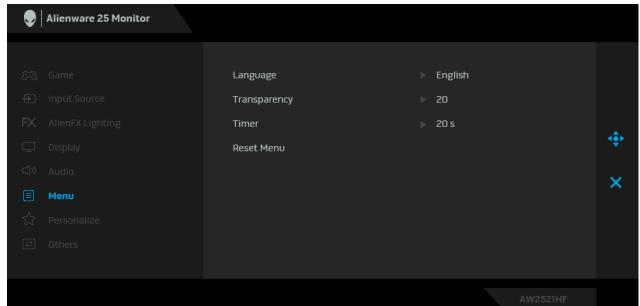 Alienware 25 Monitor
Game
Input Source
FX AlienFX Lighting
Display
Audio
Menu
Personalize
Others
Language English
Transparency 20
Timer 20 s
Reset Menu
AW2521HF